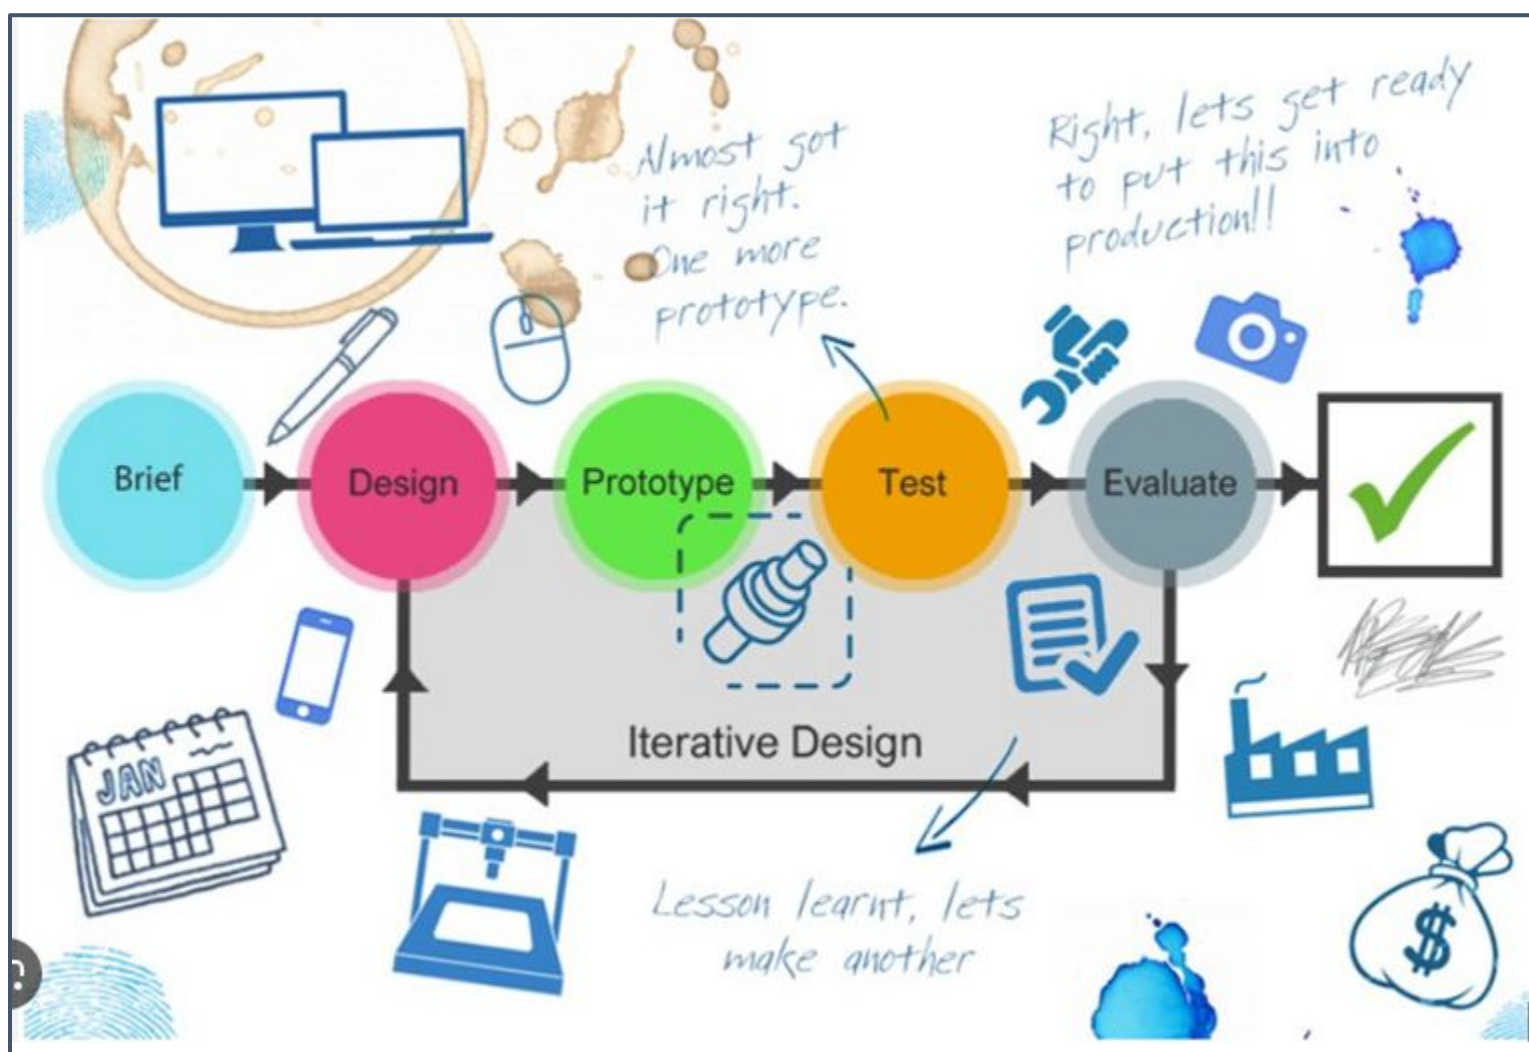 Almost got
it right.
One more
prototype.
Right, lets get ready
to put this into
production!!
Brief
Design
Prototype
Test
Evaluate
Iterative Design
JAN
$
Lesson learnt, lets
make another